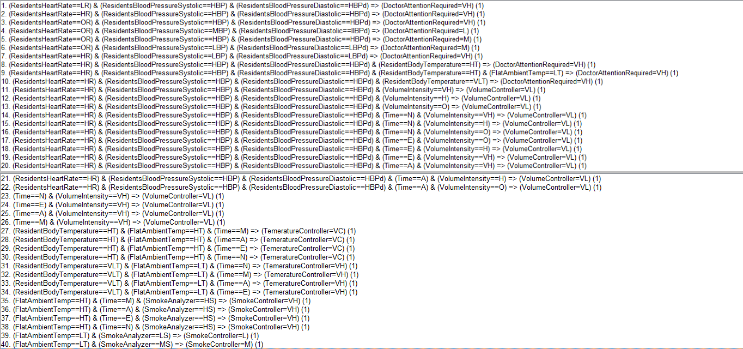 1. (ResidentsHeartRate==LR) & (ResidentsBloodPressureSystolic==HBP) & (ResidentsBloodPressureDiastolic==HBPd) => (DoctorAttentionRequired=VH) (1)
2. (ResidentsHeartRate==HR) & (ResidentsBloodPressureSystolic==HBP) & (ResidentsBloodPressureDiastolic==HBPd) => (DoctorAttentionRequired=VH) (1)
3. (ResidentsHeartRate==OR) & (ResidentsBloodPressureSystolic==HBP) & (ResidentsBloodPressureDiastolic==HBPd) => (DoctorAttentionRequired=VH) (1)
4. (ResidentsHeartRate==OR) & (ResidentsBloodPressureSystolic==MBP) & (ResidentsBloodPressureDiastolic==IBPd) => (DoctorAttentionRequired=L) (1)
5. (ResidentsHeartRate==OR) & (ResidentsBloodPressureSystolic==HBP) & (ResidentsBloodPressureDiastolic==HBPd) => (DoctorAttentionRequired=M) (1)
6. (ResidentsHeartRate==OR) & (ResidentsBloodPressureSystolic==LBP) & (ResidentsBloodPressureDiastolic==LBPd) => (DoctorAttentionRequired=M) (1)
7. (ResidentsHeartRate==HR) & (ResidentsBloodPressureSystolic==LBP) & (ResidentsBloodPressureDiastolic==LBPd) => (DoctorAttentionRequired=VH) (1)
8. (ResidentsHeartRate==HR) & (ResidentsBloodPressureSystolic==HBP) & (ResidentsBloodPressureDiastolic==HBPd) & (ResidentBodyTemperature==HT) => (DoctorAttentionRequired=VH) (1)
9. (ResidentsHeartRate==HR) & (ResidentsBloodPressureSystolic==HBP) & (ResidentsBloodPressureDiastolic==HBPd) & (ResidentBodyTemperature==HT) & (FlatAmbientTemp=LT) => (DoctorAttentionRequired=VH) (1)
10. (ResidentsHeartRate==HR) & (ResidentsBloodPressureSystolic==HBP) & (ResidentsBloodPressureDiastolic==HBPd) & (ResidentBodyTemperature==VLT) => (DoctorAttentionRequired=VH) (1)
11. (ResidentsHeartRate==HR) & (ResidentsBloodPressureSystolic==HBP) & (ResidentsBloodPressureDiastolic==HBPd) & (VolumeIntensity==VH) => (VolumeController=VL) (1)
12. (ResidentsHeartRate==HR) & (ResidentsBloodPressureSystolic==HBP) & (ResidentsBloodPressureDiastolic==HBPd) & (VolumeIntensity==H) => (VolumeController=VL) (1)
13. (ResidentsHeartRate==HR) & (ResidentsBloodPressureSystolic==HBP) & (ResidentsBloodPressureDiastolic==HBPd) & (VolumeIntensity==O) => (VolumeController=VL) (1)
14. (ResidentsHeartRate==HR) & (ResidentsBloodPressureSystolic==HBP) & (ResidentsBloodPressureDiastolic==HBPd) & (Time==N) & (VolumeIntensity==VH) => (VolumeController=VL) (1)
15. (ResidentsHeartRate==HR) & (ResidentsBloodPressureSystolic==HBP) & (ResidentsBloodPressureDiastolic==HBPd) & (Time==N) & (VolumeIntensity==H) => (VolumeController=VL) (1)
16. (ResidentsHeartRate==HR) & (ResidentsBloodPressureSystolic==HBP) & (ResidentsBloodPressureDiastolic==HBPd) & (Time==N) & (VolumeIntensity==O) => (VolumeController=VL) (1)
17. (ResidentsHeartRate==HR) & (ResidentsBloodPressureSystolic==HBP) & (ResidentsBloodPressureDiastolic==HBPd) & (Time==E) & (VolumeIntensity==O) => (VolumeController=VL) (1)
18. (ResidentsHeartRate==HR) & (ResidentsBloodPressureSystolic==HBP) & (ResidentsBloodPressureDiastolic==HBPd) & (Time==E) & (VolumeIntensity==H) => (VolumeController=VL) (1)
19. (ResidentsHeartRate==HR) & (ResidentsBloodPressureSystolic==HBP) & (ResidentsBloodPressureDiastolic==HBPd) & (Time==E) & (VolumeIntensity==VH) => (VolumeController=VL) (1)
20. (ResidentsHeartRate==HR) & (ResidentsBloodPressureSystolic==HBP) & (ResidentsBloodPressureDiastolic==HBPd) & (Time==A) & (VolumeIntensity==VH) => (VolumeController=VL) (1)
21. (ResidentsHeartRate==HR) & (ResidentsBloodPressureSystolic==HBP) & (ResidentsBloodPressureDiastolic==HBPd) & (Time==A) & (VolumeIntensity==H) => (VolumeController=VL) (1)
22. (ResidentsHeartRate==HR) & (ResidentsBloodPressureSystolic==HBP) & (ResidentsBloodPressureDiastolic==HBPd) & (Time==A) & (VolumeIntensity==O) => (VolumeController=VL) (1)
23. (Time==N) & (VolumeIntensity==VH) => (VolumeController=VL) (1)
24. (Time==E) & (VolumeIntensity==VH) => (VolumeController=VL) (1)
25. (Time==A) & (VolumeIntensity==VH) => (VolumeController=VL) (1)
26. (Time==M) & (VolumeIntensity==VH) => (VolumeController=VL) (1)
27. (ResidentBodyTemperature==HT) & (FlatAmbientTemp==HT) & (Time==M) => (TemeratureController=VC) (1)
28. (ResidentBodyTemperature==HT) & (FlatAmbientTemp==HT) & (Time==A) => (TemeratureController=VC) (1)
29. (ResidentBodyTemperature==HT) & (FlatAmbientTemp==HT) & (Time==E) => (TemeratureController=VC) (1)
30. (ResidentBodyTemperature==HT) & (FlatAmbientTemp==HT) & (Time==N) => (TemeratureController=VC) (1)
31. (ResidentBodyTemperature==VLT) & (FlatAmbientTemp==LT) & (Time==N) => (TemeratureController=VH) (1)
32. (ResidentBodyTemperature==VLT) & (FlatAmbientTemp==LT) & (Time==M) => (TemeratureController=VH) (1)
33. (ResidentBodyTemperature==VLT) & (FlatAmbientTemp==LT) & (Time==A) => (TemeratureController=VH) (1)
34. (ResidentBodyTemperature==VLT) & (FlatAmbientTemp==LT) & (Time==E) => (TemeratureController=VH) (1)
35. (FlatAmbientTemp==HT) & (Time==M) & (SmokeAnalyzer==HS) => (SmokeController=VH) (1)
36. (FlatAmbientTemp==HT) & (Time==A) & (SmokeAnalyzer==HS) => (SmokeController=VH) (1)
37. (FlatAmbientTemp==HT) & (Time==E) & (SmokeAnalyzer==HS) => (SmokeController=VH) (1)
38. (FlatAmbientTemp==HT) & (Time==N) & (SmokeAnalyzer==HS) => (SmokeController=VH) (1)
39. (FlatAmbientTemp==LT) & (SmokeAnalyzer==LS) => (SmokeController=L) (1)
40. (FlatAmbientTemp==LT) & (SmokeAnalyzer==MS) => (SmokeController=M) (1)